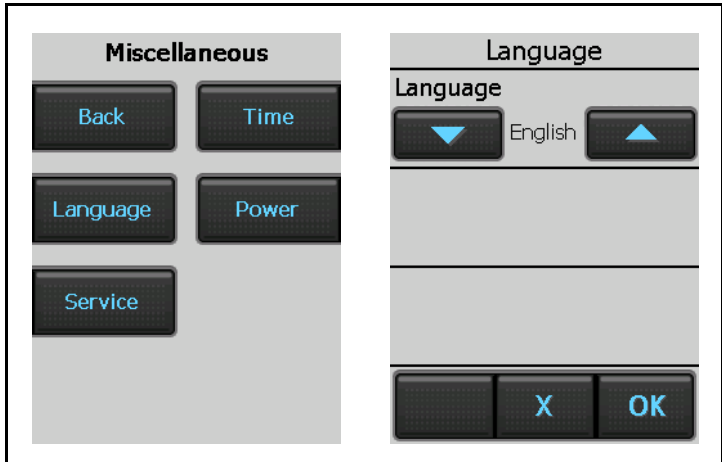 Miscellaneous
Back Time
Language Power
Service
Language
Language
English
X OK